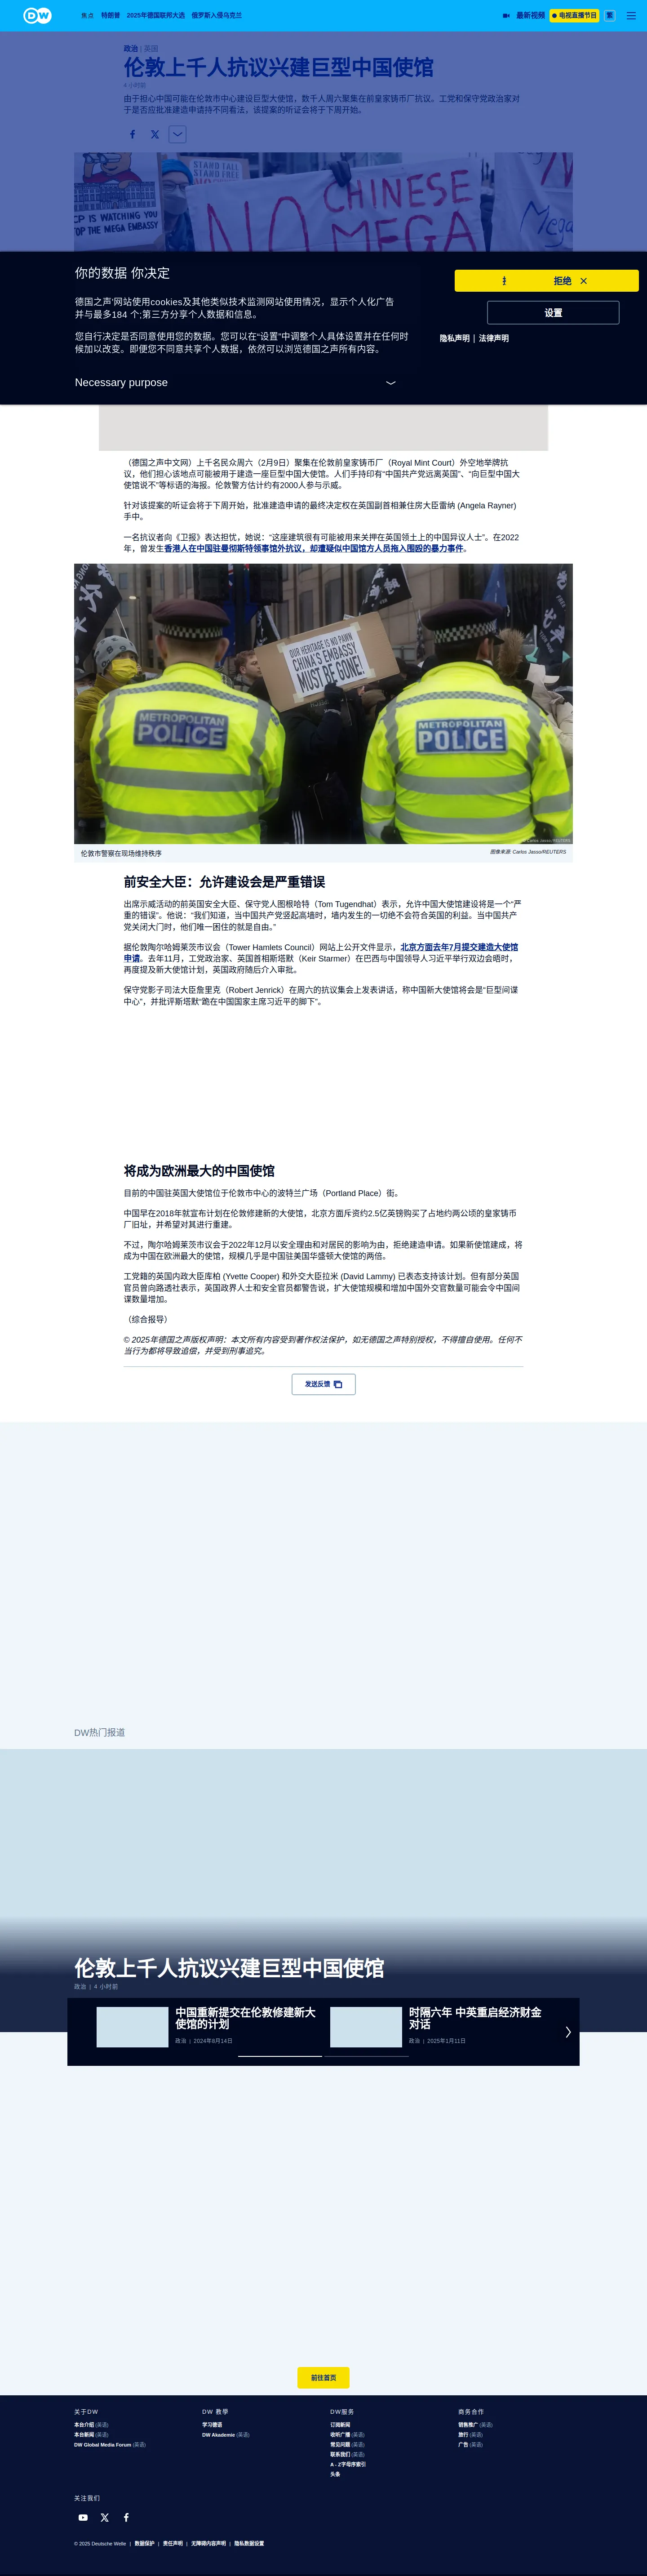 DW
焦点 特朗普 2025年德国联邦大选 俄罗斯入侵乌克兰 最新视频 电视直播节目 繁
政治 | 英国
伦敦上千人抗议兴建巨型中国使馆
4 小时前
由于担心中国可能在伦敦市中心建设巨型大使馆，数千人周六聚集在前皇家铸币厂抗议。工党和保守党政治家对
于是否应批准建造申请持不同看法，该提案的听证会将于下周开始。
STAND TALL
STAND FROM
CP IS WATCHING YOU
TOP THE MEGA EMBASSY
NO CHINESE
MEGA
Mega
你的数据 你决定
德国之声'网站使用cookies及其他类似技术监测网站使用情况，显示个人化广告
并与最多184 个;第三方分享个人数据和信息。
您自行决定是否同意使用您的数据。您可以在"设置"中调整个人具体设置并在任何时
候加以改变。即便您不同意共享个人数据，依然可以浏览德国之声所有内容。
Necessary purpose
拒绝
设置
隐私声明 | 法律声明
（德国之声中文网）上千名民众周六（2月9日）聚集在伦敦前皇家铸币厂（Royal Mint Court）外空地举牌抗
议，他们担心该地点可能被用于建造一座巨型中国大使馆。人们手持印有“中国共产党远离英国”、“向巨型中国大
使馆说不”等标语的海报。伦敦警方估计约有2000人参与示威。
针对该提案的听证会将于下周开始，批准建造申请的最终决定权在英国副首相兼住房大臣雷纳 (Angela Rayner)
手中。
一名抗议者向《卫报》表达担忧，她说：“这座建筑很有可能被用来关押在英国领土上的中国异议人士”。在2022
年，曾发生香港人在中国驻曼彻斯特领事馆外抗议，却遭疑似中国馆方人员拖入围殴的暴力事件。
OUR HERITAGE IS NO PAWN
CHINA'S EMBASSY
MUST BE GONE!
METROPOLITAN
POLICE
METROPOLITAN
POLICE
伦敦市警察在现场维持秩序
图像来源: Carlos Jasso/REUTERS
前安全大臣：允许建设会是严重错误
出席示威活动的前英国安全大臣、保守党人图根哈特（Tom Tugendhat）表示，允许中国大使馆建设将是一个“严
重的错误”。他说：“我们知道，当中国共产党竖起高墙时，墙内发生的一切绝不会符合英国的利益。当中国共产
党关闭大门时，他们唯一困住的就是自由。”
据伦敦陶尔哈姆莱茨市议会（Tower Hamlets Council）网站上公开文件显示，北京方面去年7月提交建造大使馆
申请。去年11月，工党政治家、英国首相斯塔默（Keir Starmer）在巴西与中国领导人习近平举行双边会晤时，
再度提及新大使馆计划，英国政府随后介入审批。
保守党影子司法大臣詹里克（Robert Jenrick）在周六的抗议集会上发表讲话，称中国新大使馆将会是“巨型间谍
中心”，并批评斯塔默“跪在中国国家主席习近平的脚下”。
将成为欧洲最大的中国使馆
目前的中国驻英国大使馆位于伦敦市中心的波特兰广场（Portland Place）街。
中国早在2018年就宣布计划在伦敦修建新的大使馆，北京方面斥资约2.5亿英镑购买了占地约两公顷的皇家铸币
厂旧址，并希望对其进行重建。
不过，陶尔哈姆莱茨市议会于2022年12月以安全理由和对居民的影响为由，拒绝建造申请。如果新使馆建成，将
成为中国在欧洲最大的使馆，规模几乎是中国驻美国华盛顿大使馆的两倍。
工党籍的英国内政大臣库柏 (Yvette Cooper) 和外交大臣拉米 (David Lammy) 已表态支持该计划。但有部分英国
官员曾向路透社表示，英国政界人士和安全官员都警告说，扩大使馆规模和增加中国外交官数量可能会令中国间
谍数量增加。
（综合报导）
© 2025年德国之声版权声明：本文所有内容受到著作权法保护，如无德国之声特别授权，不得擅自使用。任何不
当行为都将导致追偿，并受到刑事追究。
发送反馈
DW热门报道
伦敦上千人抗议兴建巨型中国使馆
政治 | 4 小时前
中国重新提交在伦敦修建新大
使馆的计划
政治 | 2024年8月14日
时隔六年 中英重启经济财金
对话
政治 | 2025年1月11日
前往首页
关于DW
本台介绍 (英语)
本台新闻 (英语)
DW Global Media Forum (英语)
DW 教学
学习德语
DW Akademie (英语)
DW服务
订阅新闻
收听广播 (英语)
常见问题 (英语)
联系我们 (英语)
A - Z字母序索引
头条
商务合作
销售推广 (英语)
旅行 (英语)
广告 (英语)
关注我们
© 2025 Deutsche Welle | 数据保护 | 责任声明 | 无障碍内容声明 | 隐私数据设置